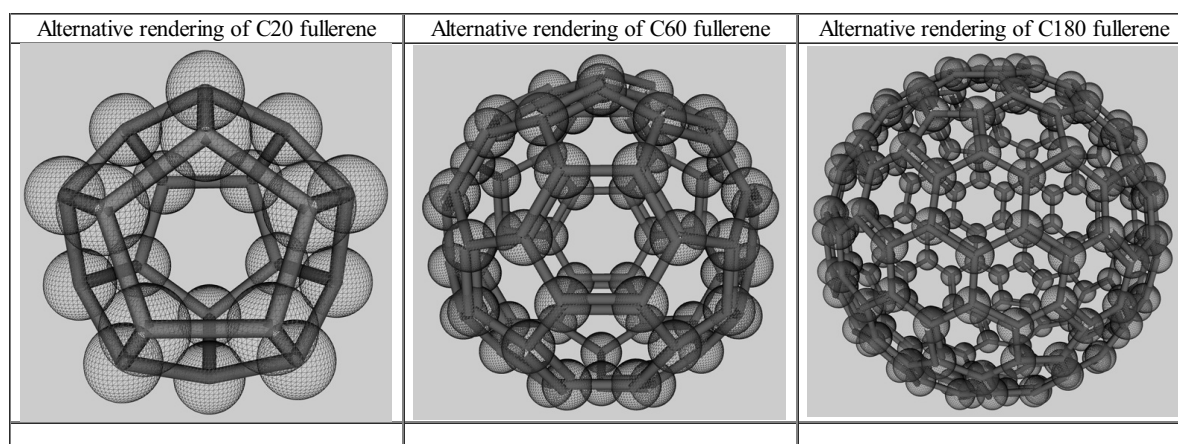 Alternative rendering of C20 fullerene
Alternative rendering of C60 fullerene
Alternative rendering of C180 fullerene